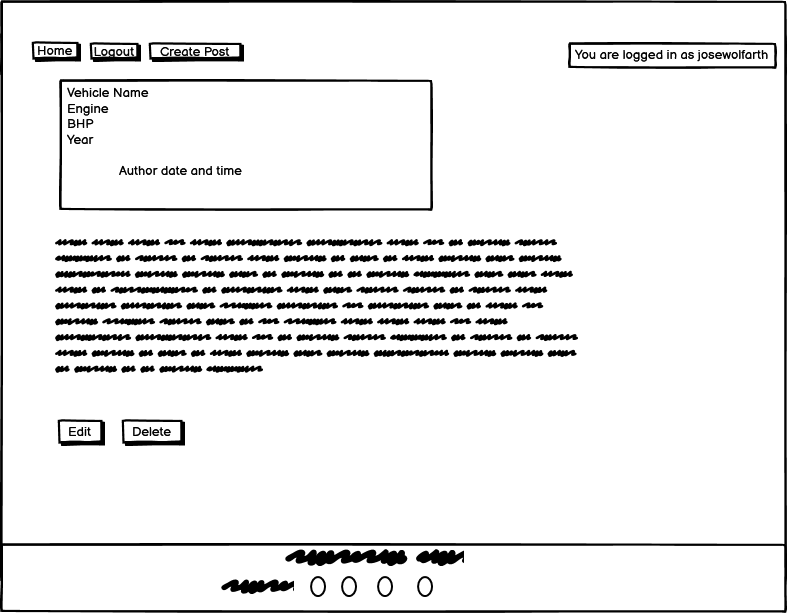 Home Logout Create Post
You are logged in as josewolfarth
Vehicle Name
Engine
BHP
Year
Author date and time
Edit Delete